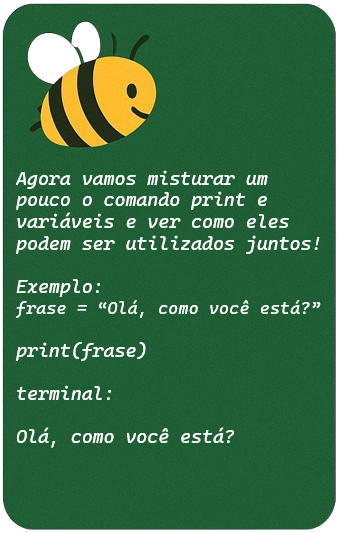 Agora vamos misturar um
pouco o comando print e
variáveis e ver como eles
podem ser utilizados juntos!
Exemplo:
frase = “Olá, como você está?”
print(frase)
terminal:
Olá, como você está?